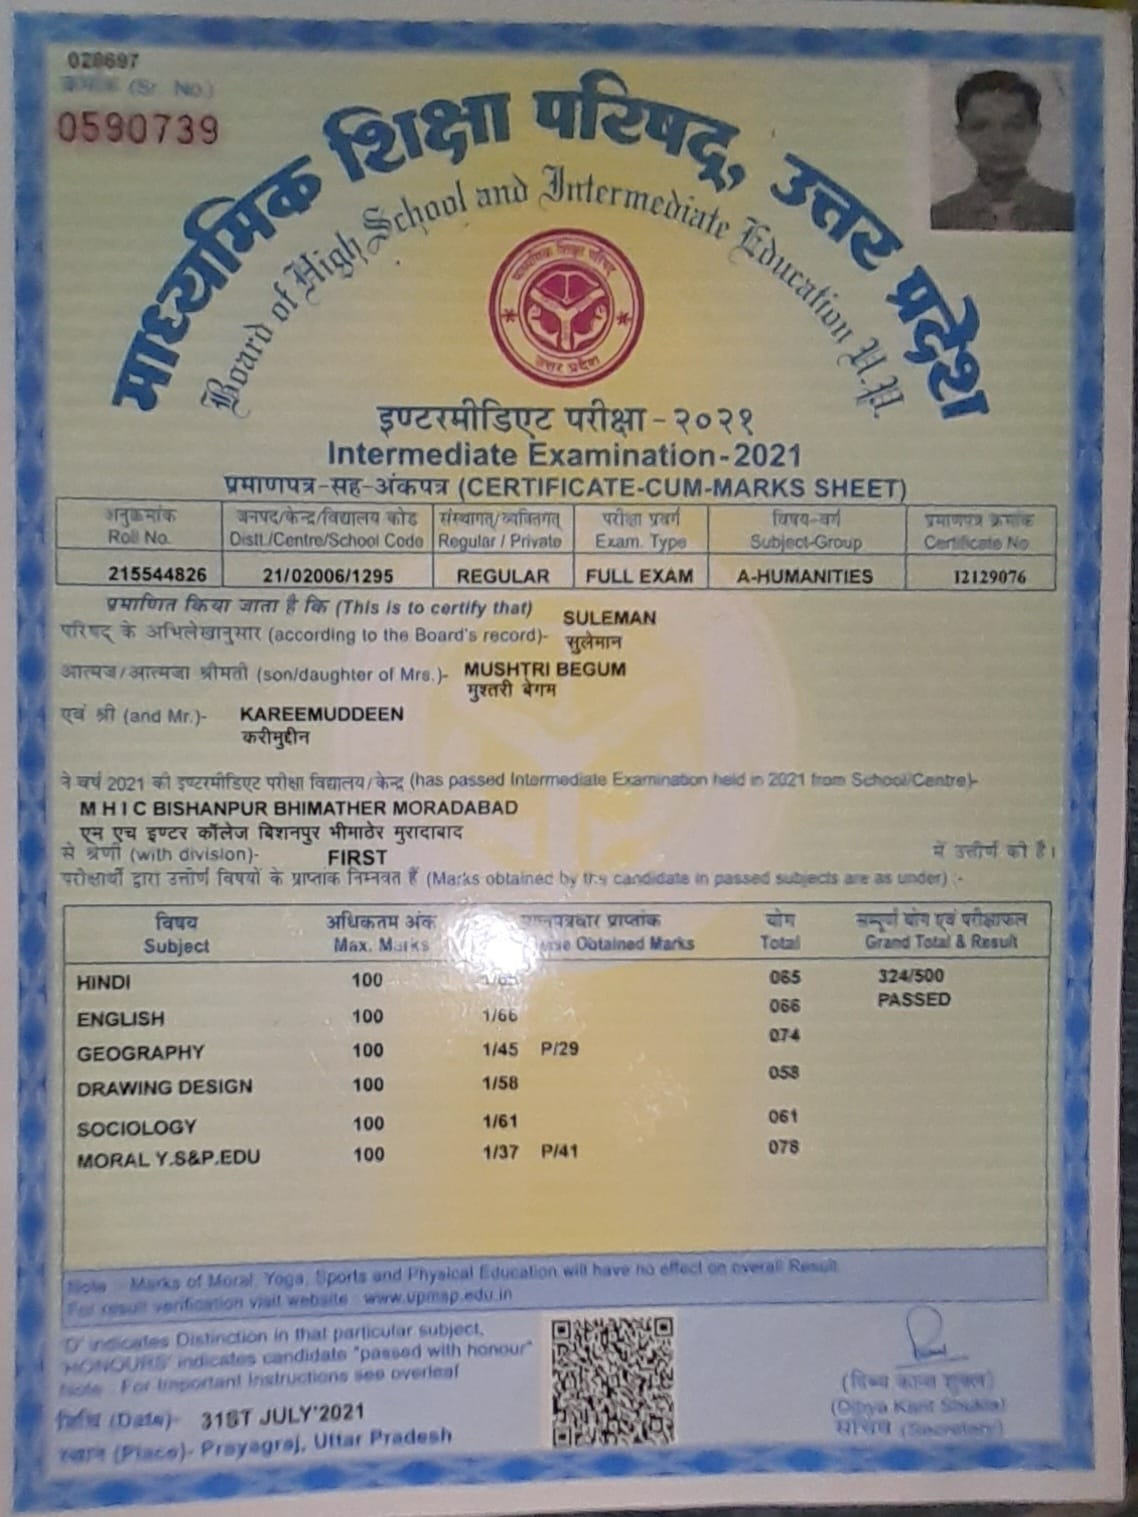 028697
क्रमांक (Sr. No.)
0590739
माध्यमिक शिक्षा परिषद्, उत्तर प्रदेश
Board of High School and Intermediate Education U.P.
माध्यमिक शिक्षा परिषद
उत्तर प्रदेश
इण्टरमीडिएट परीक्षा - २०२१
Intermediate Examination - 2021
प्रमाणपत्र-सह-अंकपत्र (CERTIFICATE-CUM-MARKS SHEET)
अनुक्रमांक जनपद/केन्द्र/विद्यालय कोड संस्थागत/व्यक्तिगत परीक्षा प्रवर्ग विषय-वर्ग प्रमाणपत्र क्रमांक
Roll No. Distt./Centre/School Code Regular / Private Exam. Type Subject-Group Certificate No
215544826 21/02006/1295 REGULAR FULL EXAM A-HUMANITIES 12129076
प्रमाणित किया जाता है कि (This is to certify that) SULEMAN
परिषद् के अभिलेखानुसार (according to the Board's record)- सुलेमान
आत्मज/आत्मजा श्रीमती (son/daughter of Mrs.)- MUSHTRI BEGUM
मुश्तरी बेगम
एवं श्री (and Mr.)- KAREEMUDDEEN
करीमुद्दीन
ने वर्ष 2021 की इण्टरमीडिएट परीक्षा विद्यालय/केन्द्र (has passed Intermediate Examination held in 2021 from School/Centre)-
M H I C BISHANPUR BHIMATHER MORADABAD
एम एच इण्टर कॉलेज बिशनपुर भीमाठेर मुरादाबाद
से श्रेणी (with division)- FIRST में उत्तीर्ण की है।
परीक्षार्थी द्वारा उत्तीर्ण विषयों के प्राप्तांक निम्नवत हैं (Marks obtained by the candidate in passed subjects are as under) :-
विषय अधिकतम अंक प्राप्तांक योग सम्पूर्ण योग एवं परीक्षाफल
Subject Max. Marks Obtained Marks Total Grand Total & Result
HINDI 100 1/65 065 324/500
PASSED
ENGLISH 100 1/66 066
GEOGRAPHY 100 1/45 P/29 074
DRAWING DESIGN 100 1/58 058
SOCIOLOGY 100 1/61 061
MORAL Y.S&P.EDU 100 1/37 P/41 078
Note :- Marks of Moral, Yoga, Sports and Physical Education will have no effect on overall Result.
For result verification visit website : www.upmsp.edu.in
'D' indicates Distinction in that particular subject,
'HONOURS' indicates candidate "passed with honour"
Note : For Important Instructions see overleaf
तिथि (Date)- 31ST JULY'2021
स्थान (Place)- Prayagraj, Uttar Pradesh
(दिव्य कान्त शुक्ल)
(Dibya Kant Shukla)
सचिव (Secretary)